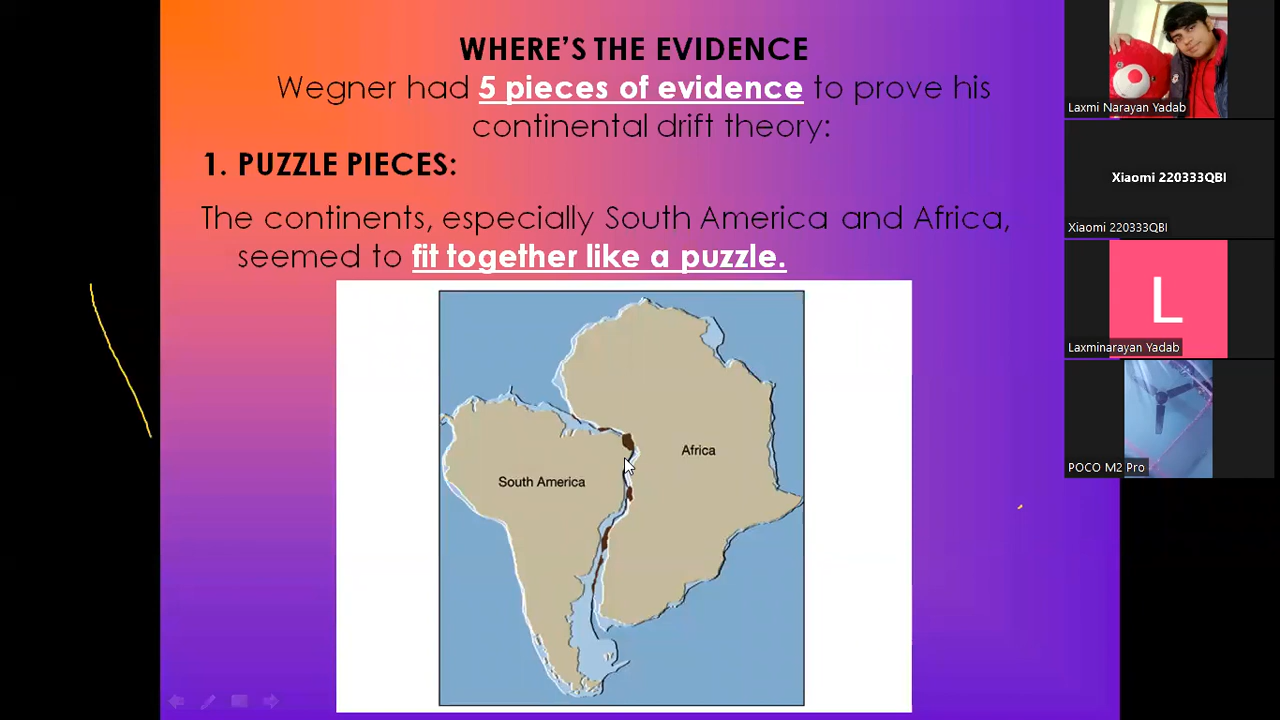 WHERE'S THE EVIDENCE
Wegner had 5 pieces of evidence to prove his
continental drift theory:
1. PUZZLE PIECES:
The continents, especially South America and Africa,
seemed to fit together like a puzzle.
Africa
South America
Laxmi Narayan Yadab
Xiaomi 220333QBI
Xiaomi 220333QBI
L
Laxminarayan Yadab
POCO M2 Pro